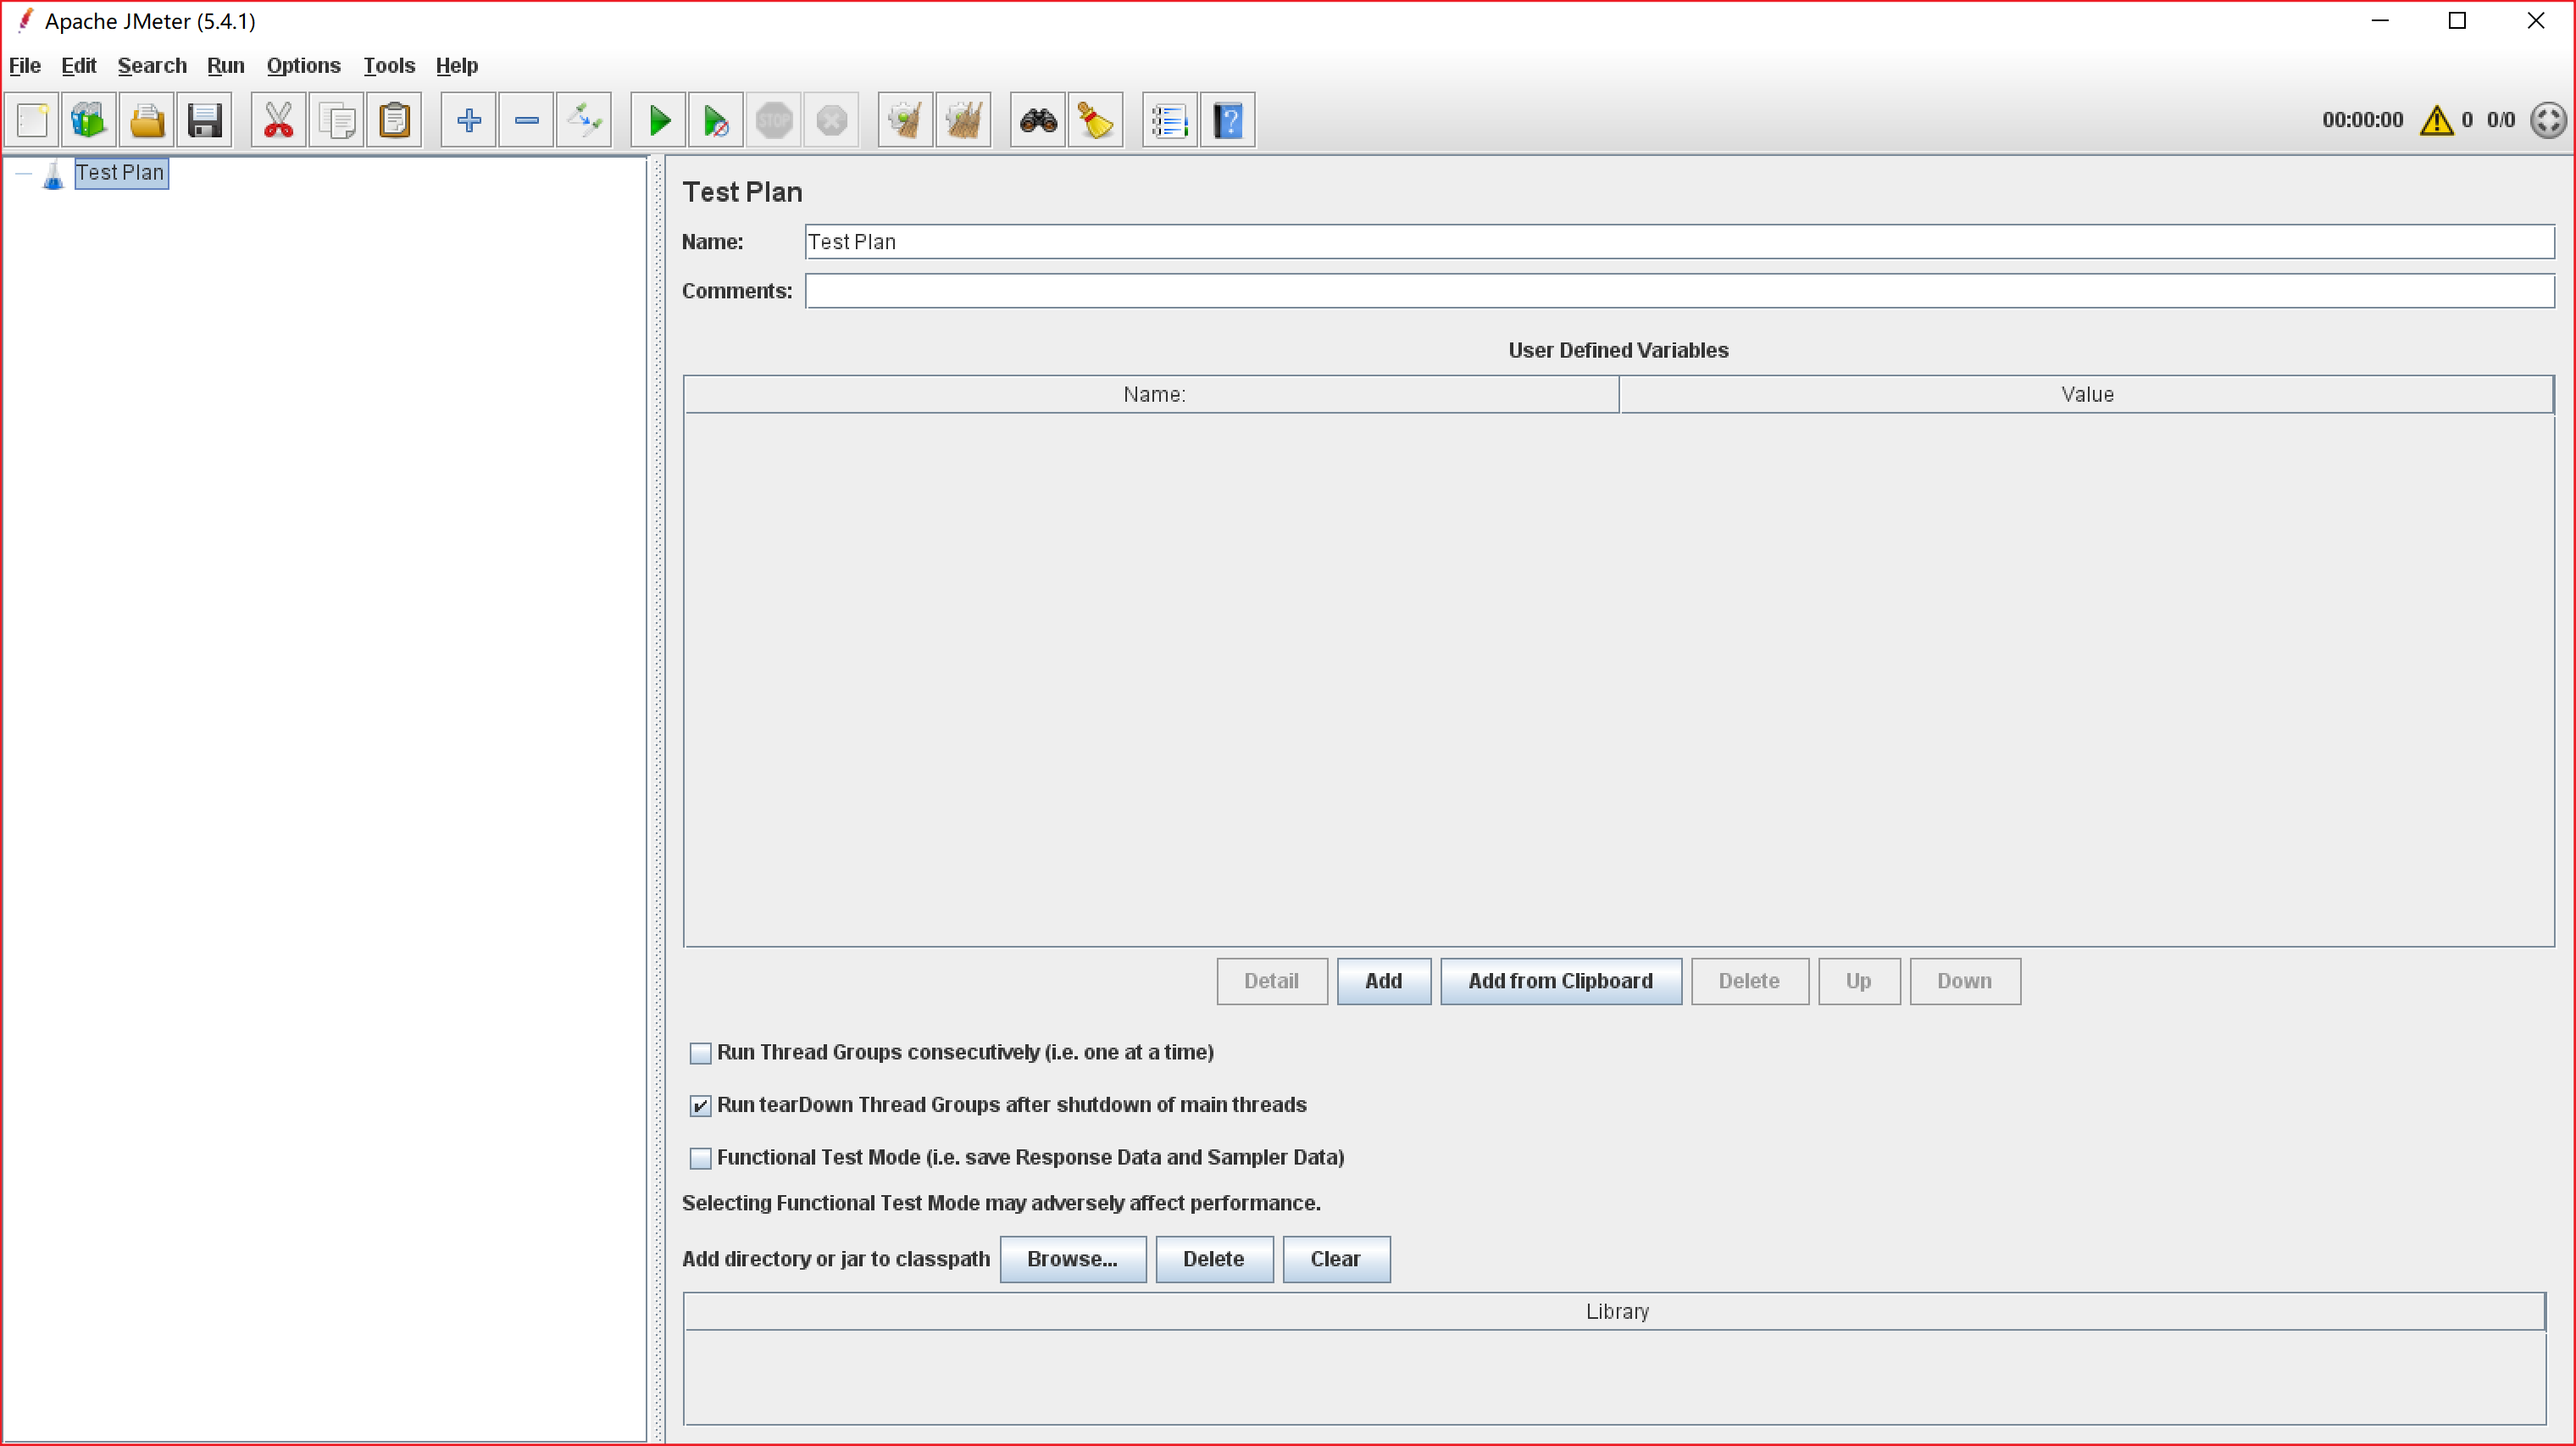 Apache JMeter (5.4.1)
File Edit Search Run Options Tools Help
STOP
?
00:00:00 0 0/0
Test Plan
Test Plan
Name: Test Plan
Comments:
User Defined Variables
Name: Value
Detail Add Add from Clipboard Delete Up Down
Run Thread Groups consecutively (i.e. one at a time)
Run tearDown Thread Groups after shutdown of main threads
Functional Test Mode (i.e. save Response Data and Sampler Data)
Selecting Functional Test Mode may adversely affect performance.
Add directory or jar to classpath Browse... Delete Clear
Library